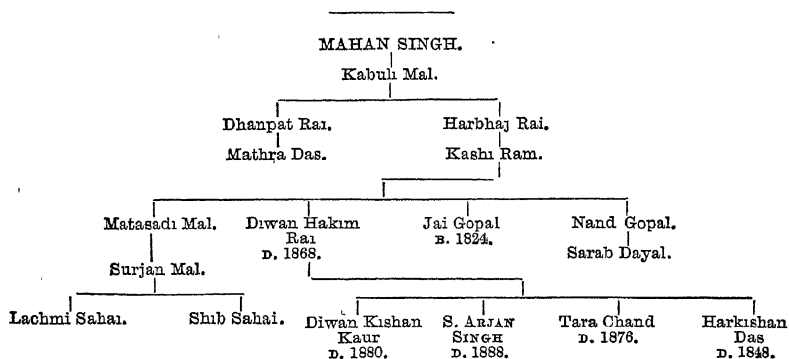 MAHAN SINGH.
Kabuli Mal.
Dhanpat Rai. Harbhaj Rai.
Mathra Das. Kashi Ram.
Matasadi Mal. Diwan Hakim Rai D. 1868. Jai Gopal B. 1824. Nand Gopal.
Sarab Dayal.
Surjan Mal.
Lachmi Sahai. Shib Sahai. Diwan Kishan Kaur D. 1880. S. ARJAN SINGH D. 1888. Tara Chand D. 1876. Harkishan Das D. 1848.